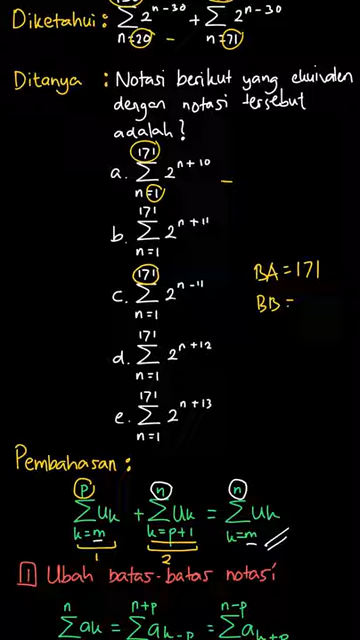 Diketahui : Σ 2^(n-30) + Σ 2^(n-30)
n=20 n=71
Ditanya : Notasi berikut yang ekuivalen
dengan notasi tersebut
adalah?
171
a. Σ 2^(n+10)
n=1
171
b. Σ 2^(n+11)
n=1
171
c. Σ 2^(n-11)
n=1
BA = 171
BB =
171
d. Σ 2^(n+12)
n=1
171
e. Σ 2^(n+13)
n=1
Pembahasan :
p n n
Σ Uk + Σ Uk = Σ Uk
k=m k=p+1 k=m
1 2
1 Ubah batas-batas notasi
n n+p n-p
Σ ak = Σ a k-p = Σ a k+p